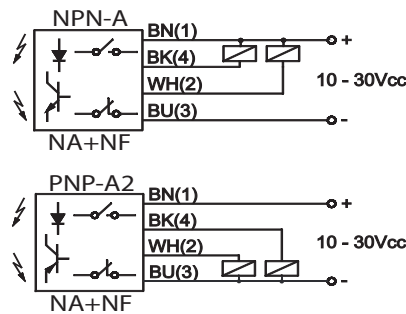 NPN-A
BN(1)
+
BK(4)
10 - 30Vcc
WH(2)
BU(3)
-
NA+NF
PNP-A2
BN(1)
+
BK(4)
10 - 30Vcc
WH(2)
BU(3)
-
NA+NF